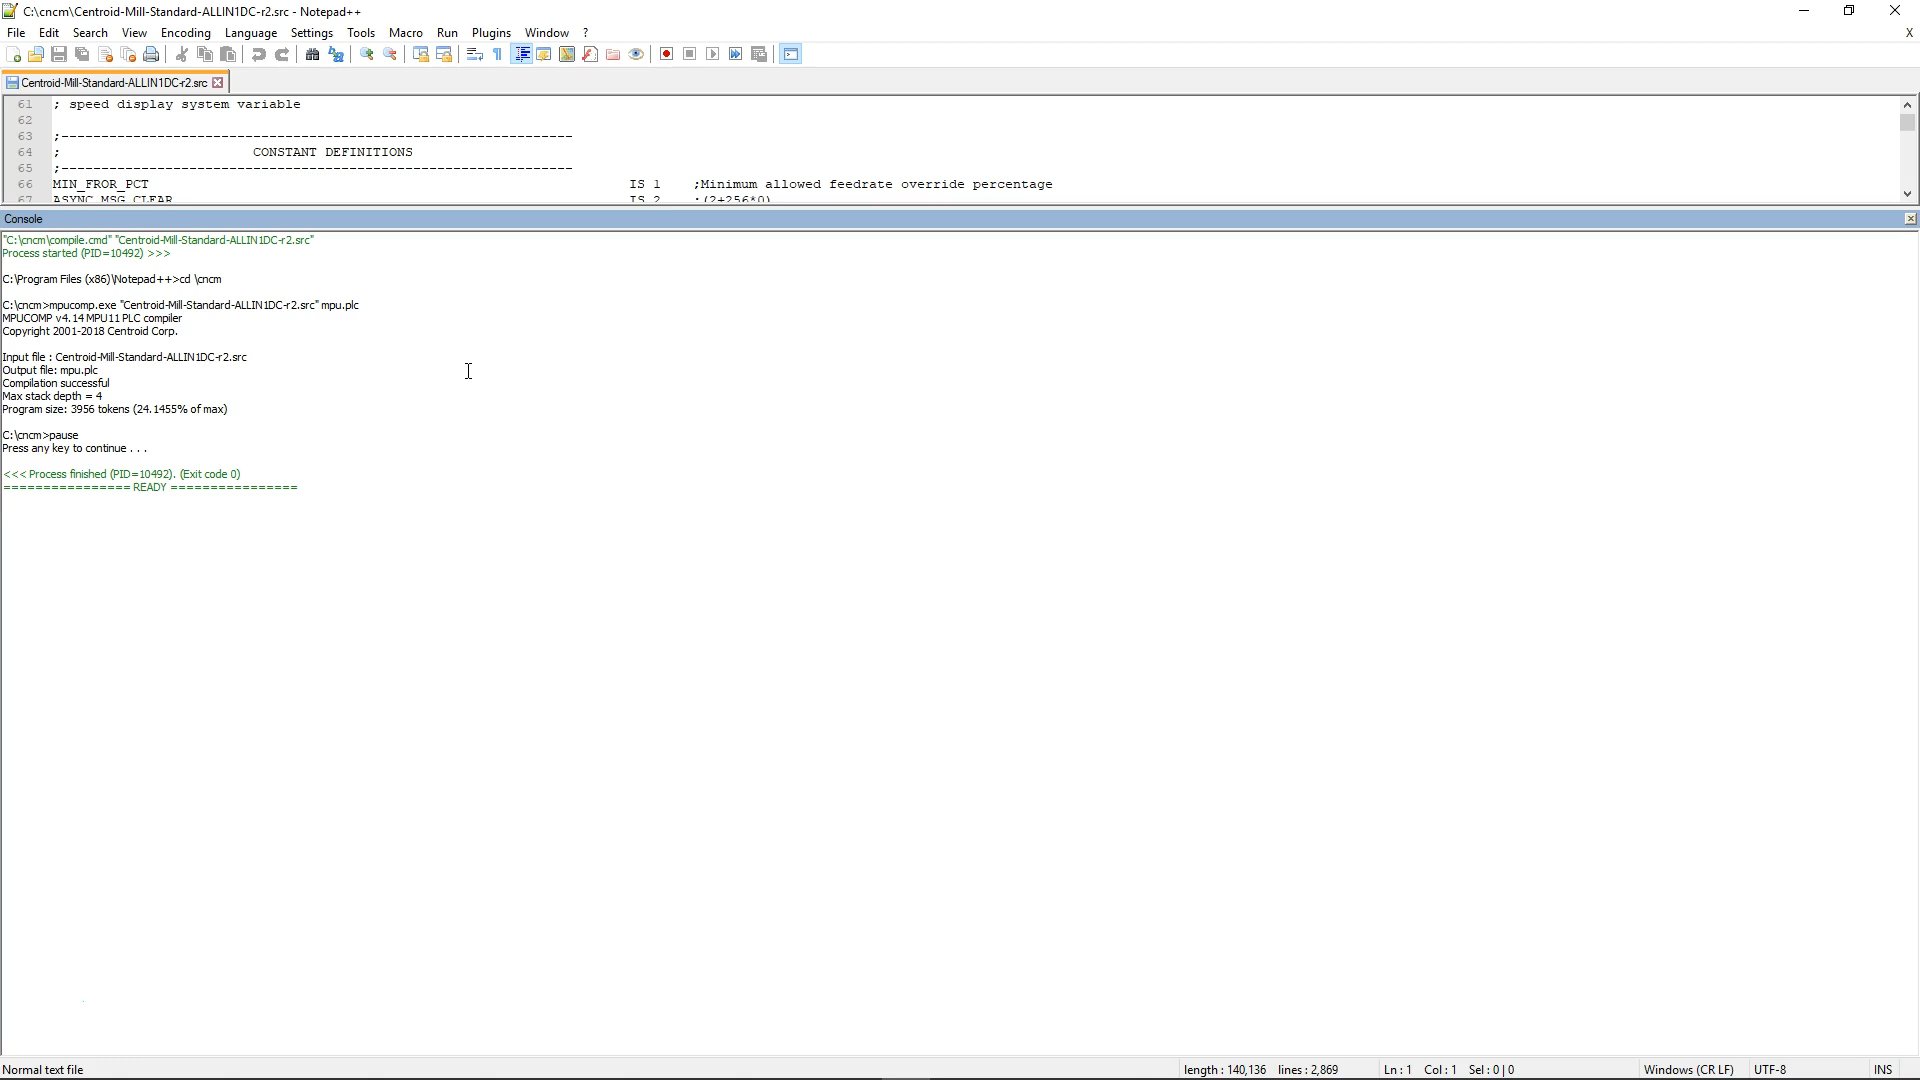 C:\cncm\Centroid-Mill-Standard-ALLIN1DC-r2.src - Notepad++
File Edit Search View Encoding Language Settings Tools Macro Run Plugins Window ? X
Centroid-Mill-Standard-ALLIN1DC-r2.src
61 ; speed display system variable
62
63 ;----------------------------------------------------------------
64 ; CONSTANT DEFINITIONS
65 ;----------------------------------------------------------------
66 MIN_FROR_PCT IS 1 ;Minimum allowed feedrate override percentage
67 ASYNC_MSG_CLEAR IS 2 ;(2+256*0)
Console
"C:\cncm\compile.cmd" "Centroid-Mill-Standard-ALLIN1DC-r2.src"
Process started (PID=10492) >>>
C:\Program Files (x86)\Notepad++>cd \cncm
C:\cncm>mpucomp.exe "Centroid-Mill-Standard-ALLIN1DC-r2.src" mpu.plc
MPUCOMP v4.14 MPU11 PLC compiler
Copyright 2001-2018 Centroid Corp.
Input file : Centroid-Mill-Standard-ALLIN1DC-r2.src
Output file: mpu.plc
Compilation successful
Max stack depth = 4
Program size: 3956 tokens (24.1455% of max)
C:\cncm>pause
Press any key to continue . . .
<<< Process finished (PID=10492). (Exit code 0)
================ READY ================
Normal text file length : 140,136 lines : 2,869 Ln : 1 Col : 1 Sel : 0 | 0 Windows (CR LF) UTF-8 INS